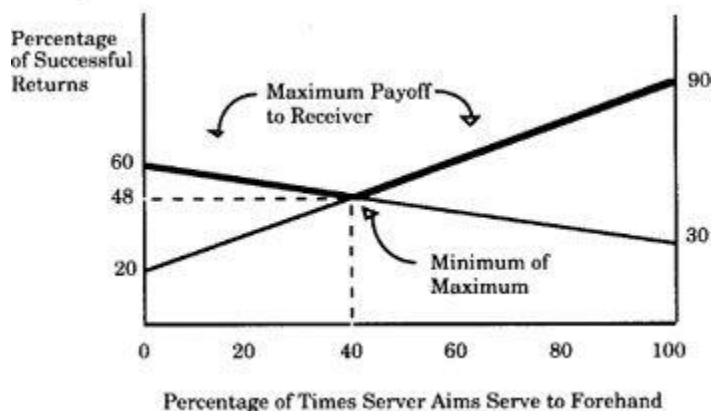 Percentage
of Successful
Returns
90
Maximum Payoff
to Receiver
60
48
30
20
Minimum of
Maximum
0 20 40 60 80 100
Percentage of Times Server Aims Serve to Forehand